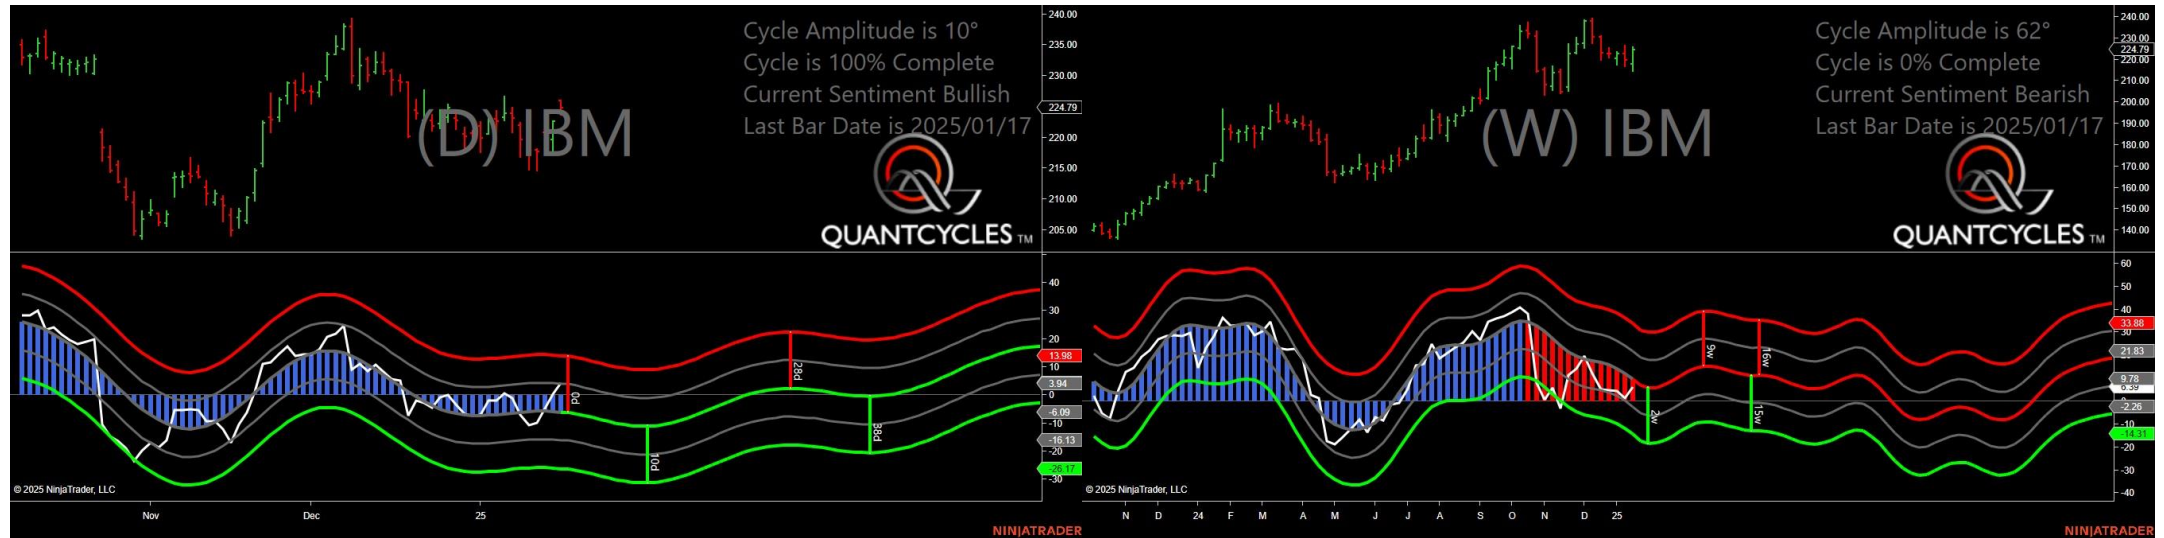 Cycle Amplitude is 10°
Cycle is 100% Complete
Current Sentiment Bullish
Last Bar Date is 2025/01/17
(D) IBM
QUANTCYCLES TM
240.00
235.00
230.00
224.79
220.00
215.00
210.00
205.00
40
30
20
13.98
10
3.94
0
-6.09
-10
-16.13
-20
-26.17
-30
0d
10d
28d
38d
© 2025 NinjaTrader, LLC
Nov
Dec
25
NINJATRADER
Cycle Amplitude is 62°
Cycle is 0% Complete
Current Sentiment Bearish
Last Bar Date is 2025/01/17
(W) IBM
QUANTCYCLES TM
240.00
230.00
224.79
220.00
210.00
200.00
190.00
180.00
170.00
160.00
150.00
140.00
60
50
40
33.88
30
21.83
9.78
6.39
-2.26
-10
-14.31
-20
-30
-40
2w
9w
15w
16w
© 2025 NinjaTrader, LLC
N D 24 F M A M J J A S O N D 25
NINJATRADER